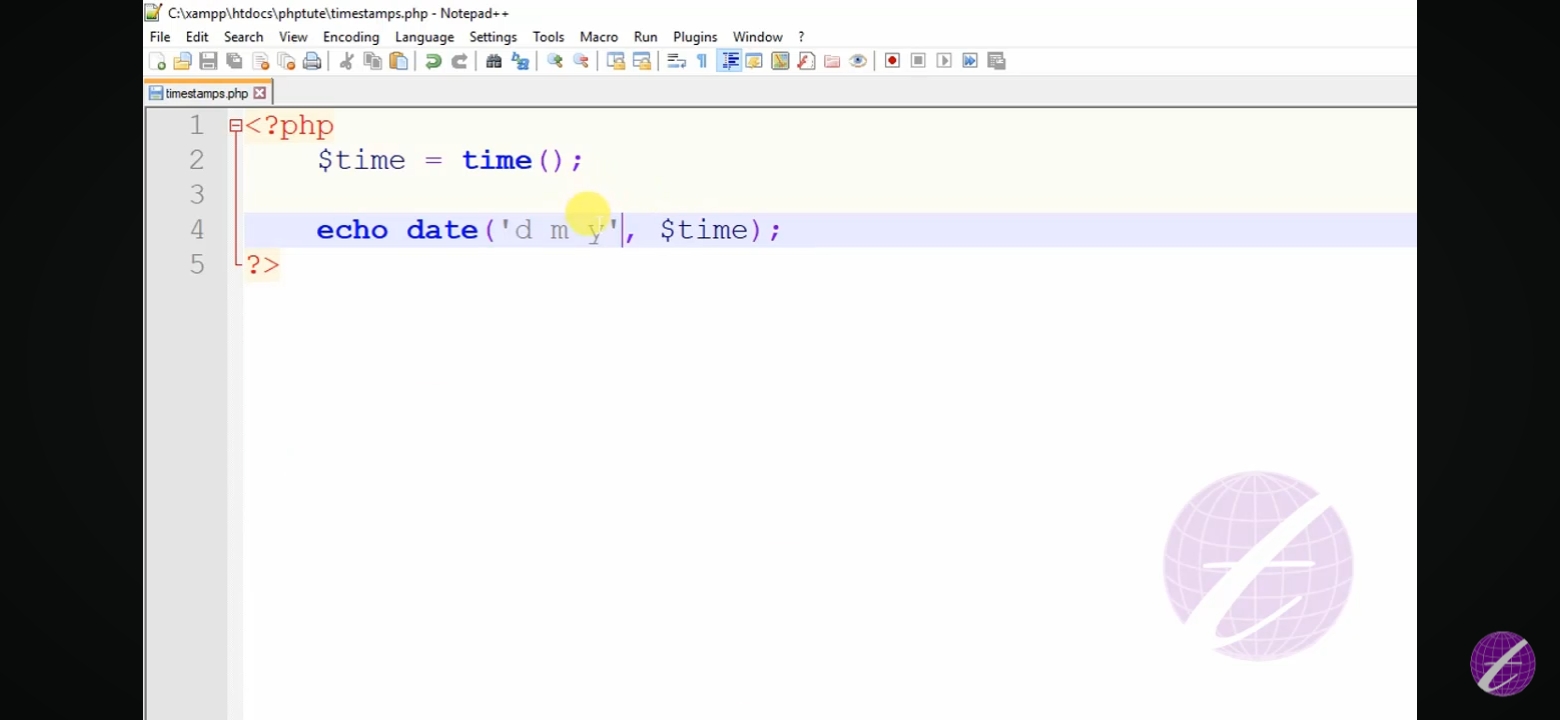 C:\xampp\htdocs\phptute\timestamps.php - Notepad++
File Edit Search View Encoding Language Settings Tools Macro Run Plugins Window ?
timestamps.php
1 <?php
2 $time = time();
3
4 echo date('d m y', $time);
5 ?>